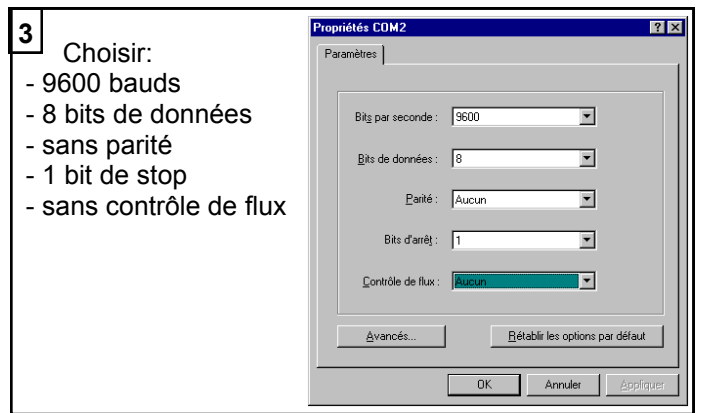 3
Choisir:
- 9600 bauds
- 8 bits de données
- sans parité
- 1 bit de stop
- sans contrôle de flux
Propriétés COM2
Paramètres
Bits par seconde : 9600
Bits de données : 8
Parité : Aucun
Bits d'arrêt : 1
Contrôle de flux : Aucun
Avancés... Rétablir les options par défaut
OK Annuler Appliquer